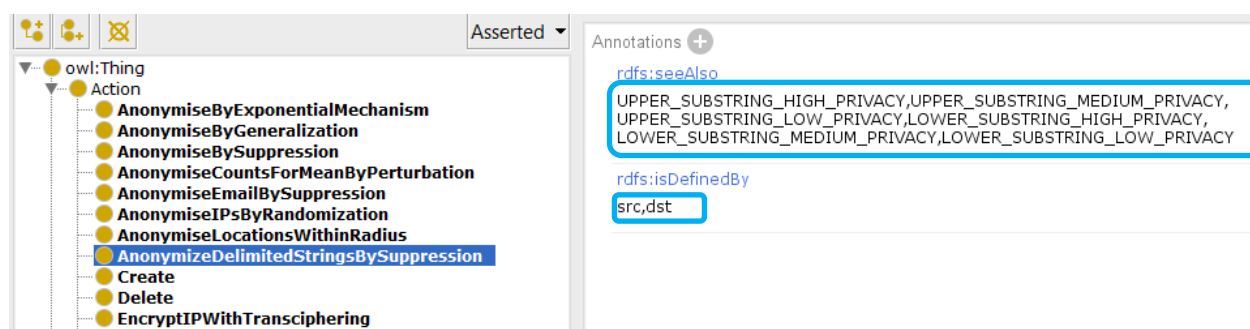 Asserted
owl:Thing
Action
AnonymiseByExponentialMechanism
AnonymiseByGeneralization
AnonymiseBySuppression
AnonymiseCountsForMeanByPerturbation
AnonymiseEmailBySuppression
AnonymiseIPsByRandomization
AnonymiseLocationsWithinRadius
AnonymizeDelimitedStringsBySuppression
Create
Delete
EncryptIPWithTransciphering
Annotations
rdfs:seeAlso
UPPER_SUBSTRING_HIGH_PRIVACY,UPPER_SUBSTRING_MEDIUM_PRIVACY,
UPPER_SUBSTRING_LOW_PRIVACY,LOWER_SUBSTRING_HIGH_PRIVACY,
LOWER_SUBSTRING_MEDIUM_PRIVACY,LOWER_SUBSTRING_LOW_PRIVACY
rdfs:isDefinedBy
src,dst